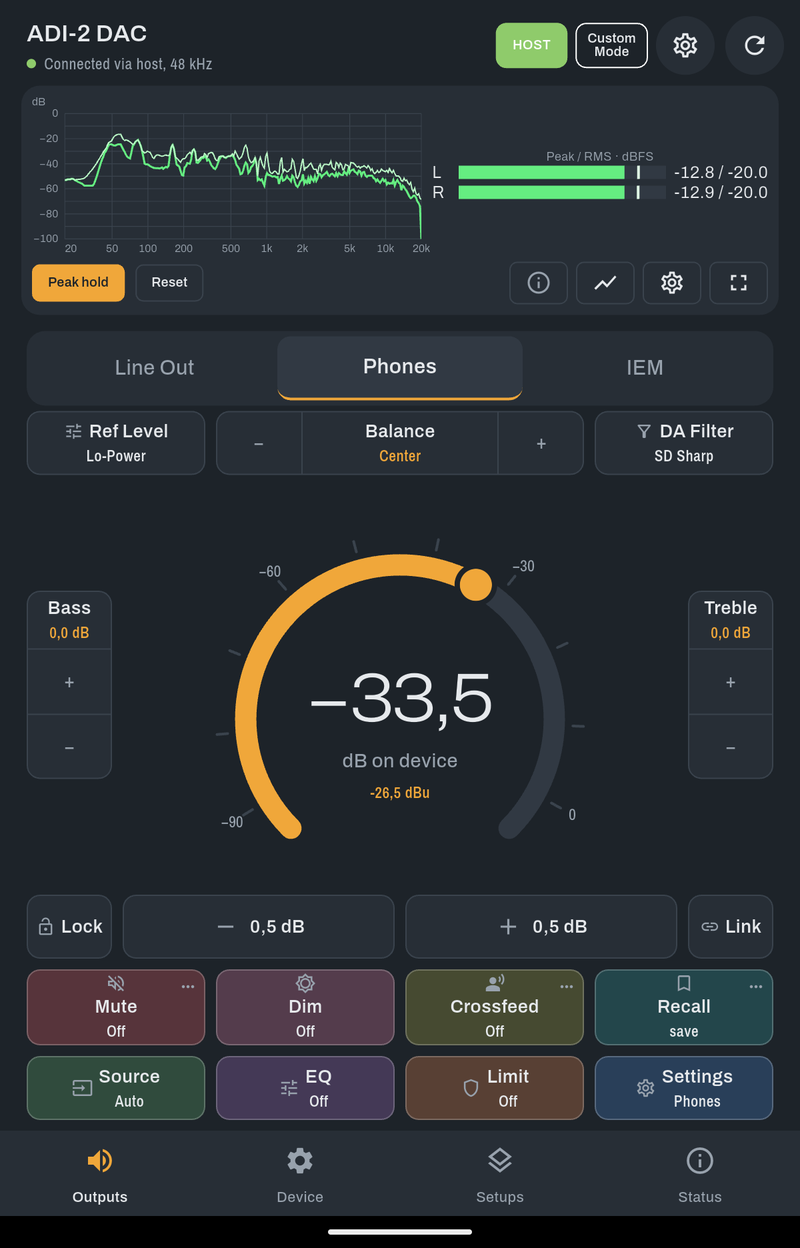 ADI-2 DAC
Connected via host, 48 kHz
HOST
Custom
Mode
dB
0
−20
−40
−60
−80
−100
20 50 100 200 500 1k 2k 5k 10k 20k
Peak / RMS · dBFS
L -12.8 / -20.0
R -12.9 / -20.0
Peak hold
Reset
Line Out
Phones
IEM
Ref Level
Lo-Power
−
Balance
Center
+
DA Filter
SD Sharp
−60
−30
Bass
0,0 dB
+
−
Treble
0,0 dB
+
−
−33,5
dB on device
-26,5 dBu
−90
0
Lock
− 0,5 dB
+ 0,5 dB
Link
Mute
Off
Dim
Off
Crossfeed
Off
Recall
save
Source
Auto
EQ
Off
Limit
Off
Settings
Phones
Outputs
Device
Setups
Status